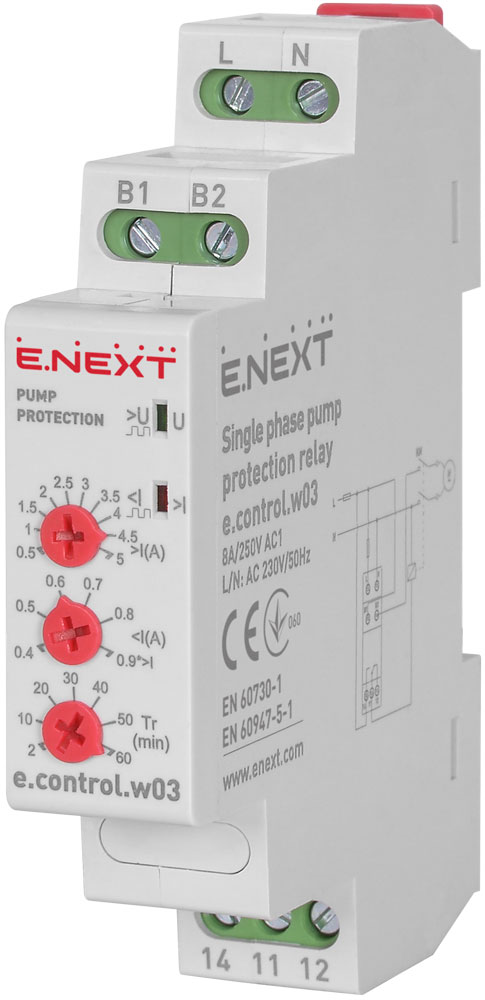 L N
B1 B2
E.NEXT
PUMP
PROTECTION
>U U
<I >I
0.5 1 1.5 2 2.5 3 3.5 4 4.5 5 >I(A)
0.4 0.5 0.6 0.7 0.8 0.9*>I <I(A)
2 10 20 30 40 50 60 Tr
(min)
e.control.w03
E.NEXT
Single phase pump
protection relay
e.control.w03
8A/250V AC1
L/N: AC 230V/50Hz
CE 060
EN 60730-1
EN 60947-5-1
www.enext.com
L
N
14 11 12